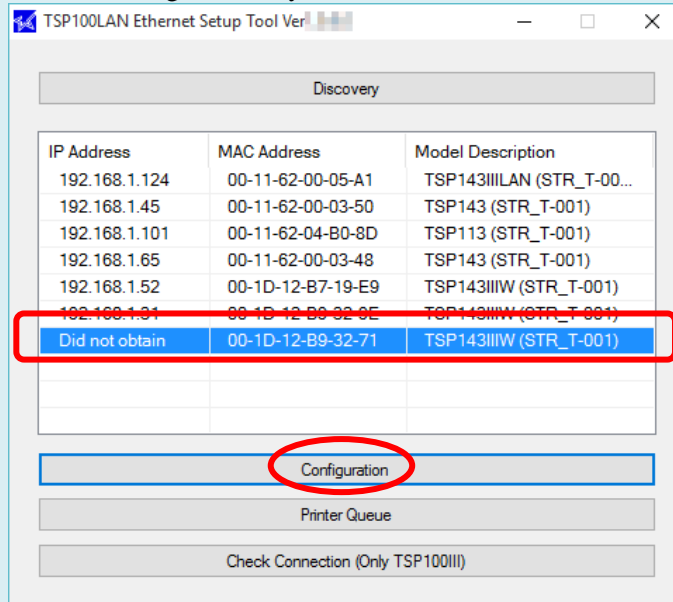 TSP100LAN Ethernet Setup Tool Ver
Discovery
IP Address MAC Address Model Description
192.168.1.124 00-11-62-00-05-A1 TSP143IIILAN (STR_T-00...
192.168.1.45 00-11-62-00-03-50 TSP143 (STR_T-001)
192.168.1.101 00-11-62-04-B0-8D TSP113 (STR_T-001)
192.168.1.65 00-11-62-00-03-48 TSP143 (STR_T-001)
192.168.1.52 00-1D-12-B7-19-E9 TSP143IIIW (STR_T-001)
192.168.1.31 TSP143IIIW (STR_T-001)
Did not obtain 00-1D-12-B9-32-71 TSP143IIIW (STR_T-001)
Configuration
Printer Queue
Check Connection (Only TSP100III)